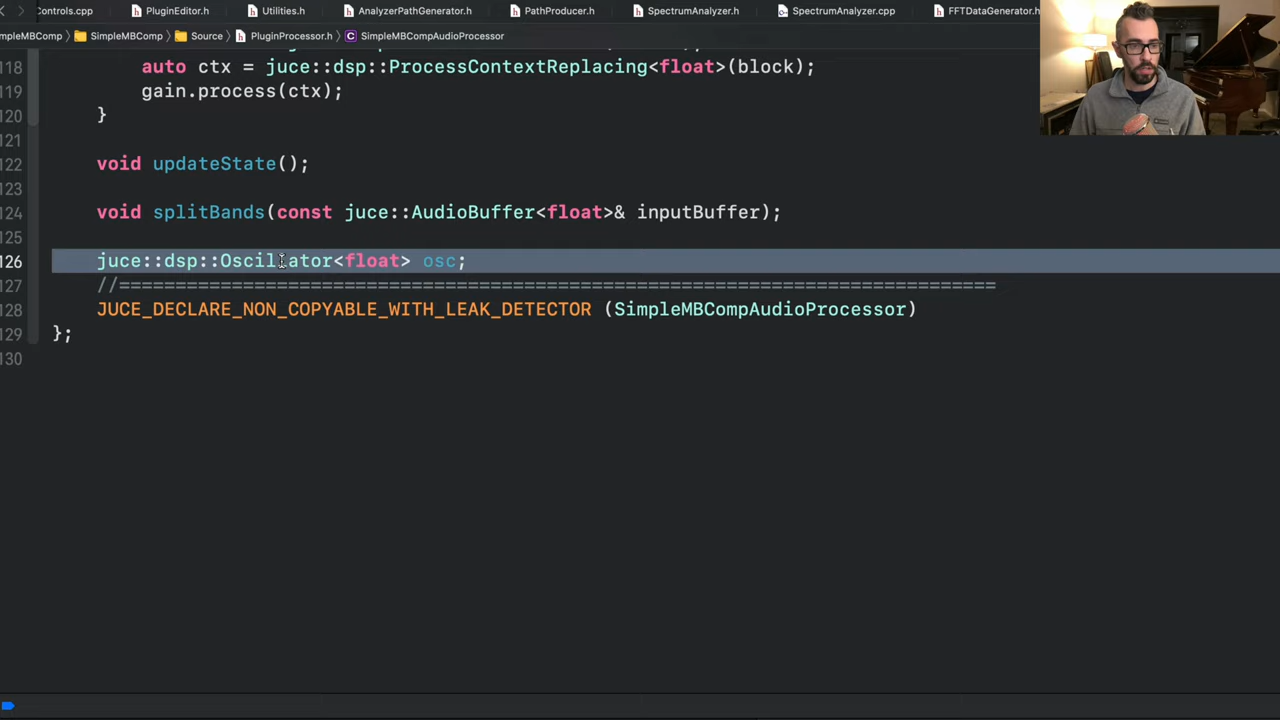 Controls.cpp PluginEditor.h Utilities.h AnalyzerPathGenerator.h PathProducer.h SpectrumAnalyzer.h SpectrumAnalyzer.cpp FFTDataGenerator.h
SimpleMBComp Source PluginProcessor.h SimpleMBCompAudioProcessor
118
119 auto ctx = juce::dsp::ProcessContextReplacing<float>(block);
119 gain.process(ctx);
120 }
121
122 void updateState();
123
124 void splitBands(const juce::AudioBuffer<float>& inputBuffer);
125
126 juce::dsp::Oscillator<float> osc;
127 //==============================================================================
128 JUCE_DECLARE_NON_COPYABLE_WITH_LEAK_DETECTOR (SimpleMBCompAudioProcessor)
129 };
130